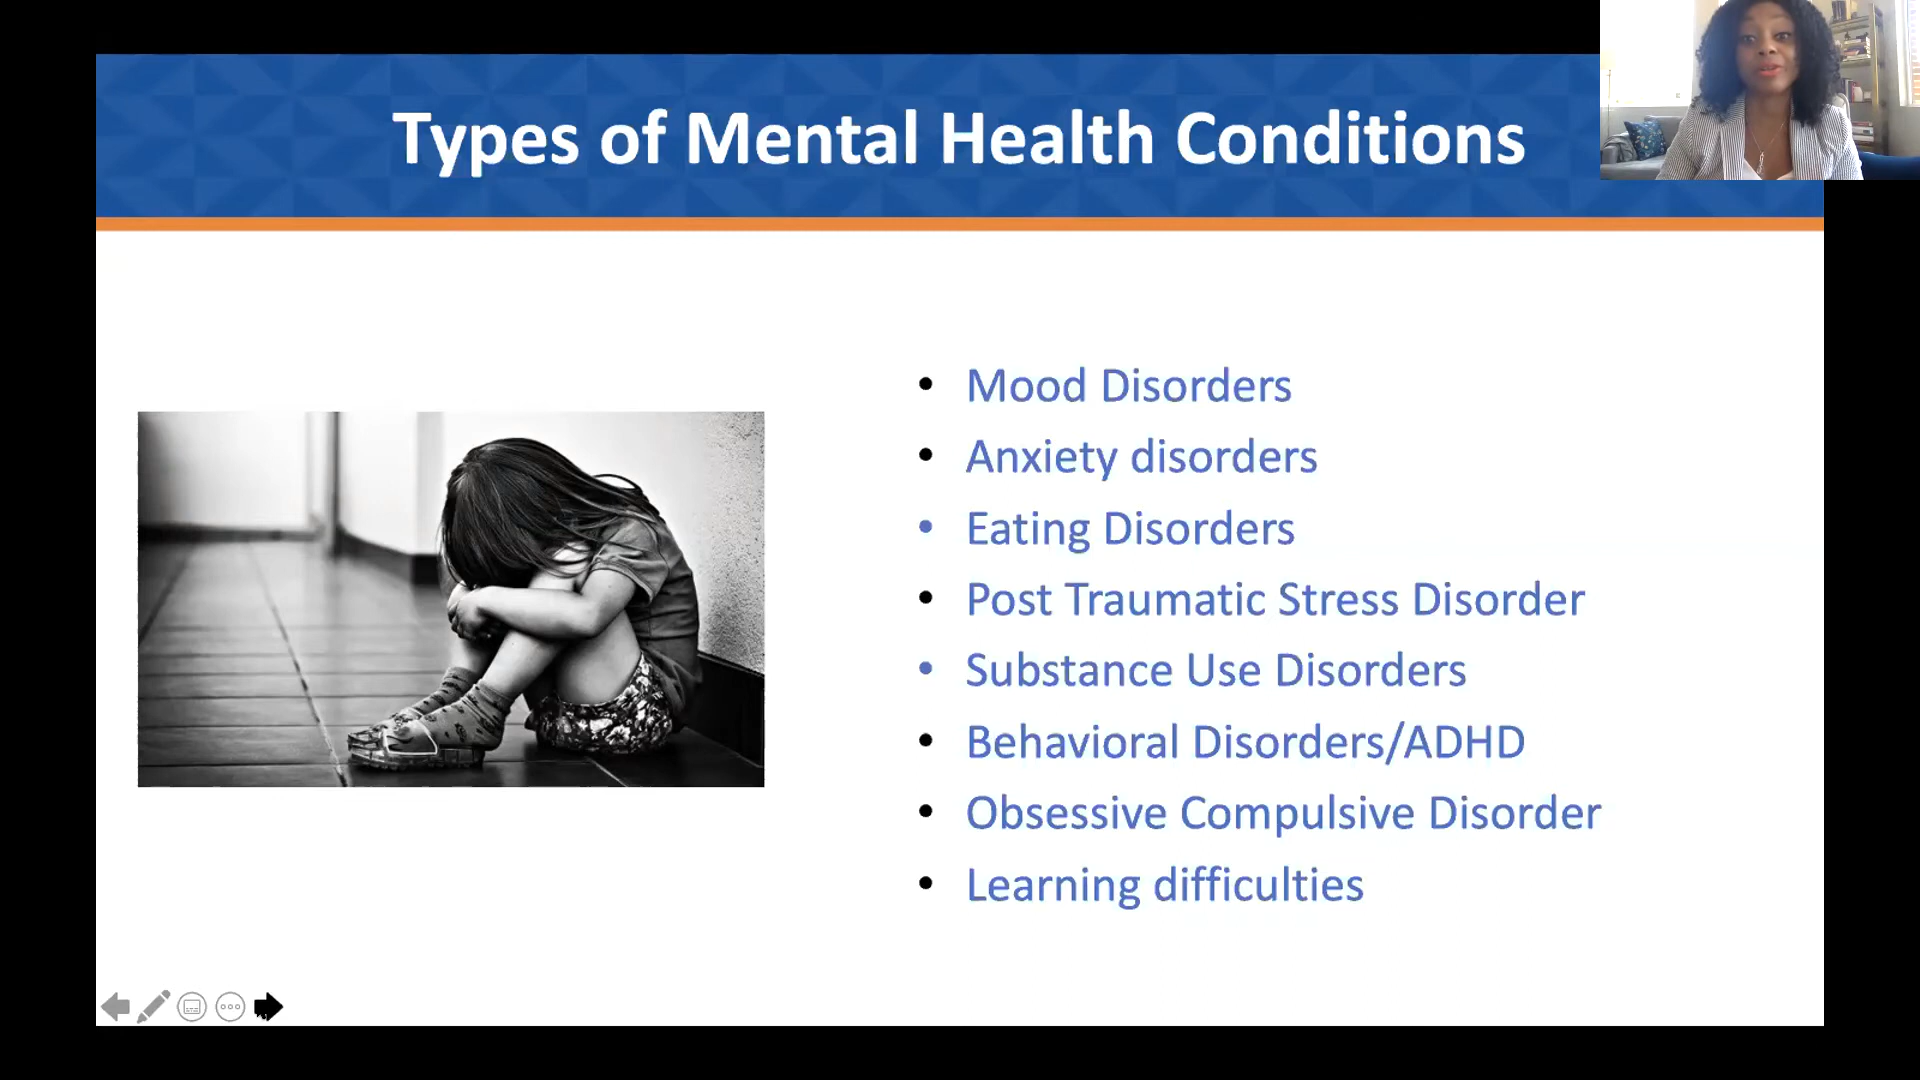 Types of Mental Health Conditions
• Mood Disorders
• Anxiety disorders
• Eating Disorders
• Post Traumatic Stress Disorder
• Substance Use Disorders
• Behavioral Disorders/ADHD
• Obsessive Compulsive Disorder
• Learning difficulties